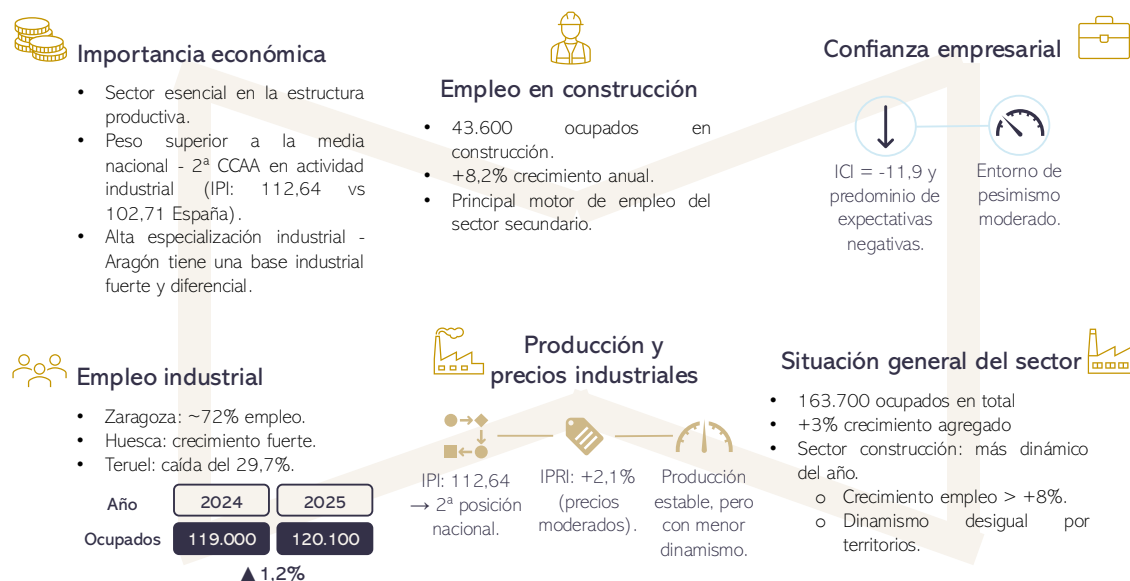 Importancia económica
• Sector esencial en la estructura
productiva.
• Peso superior a la media
nacional - 2ª CCAA en actividad
industrial (IPI: 112,64 vs
102,71 España).
• Alta especialización industrial -
Aragón tiene una base industrial
fuerte y diferencial.
Empleo en construcción
• 43.600 ocupados en
construcción.
• +8,2% crecimiento anual.
• Principal motor de empleo del
sector secundario.
Confianza empresarial
ICI = -11,9 y
predominio de
expectativas
negativas.
Entorno de
pesimismo
moderado.
Empleo industrial
• Zaragoza: ~72% empleo.
• Huesca: crecimiento fuerte.
• Teruel: caída del 29,7%.
Año 2024 2025
Ocupados 119.000 120.100
▲ 1,2%
Producción y
precios industriales
IPI: 112,64
→ 2ª posición
nacional.
IPRI: +2,1%
(precios
moderados).
Producción
estable, pero
con menor
dinamismo.
Situación general del sector
• 163.700 ocupados en total
• +3% crecimiento agregado
• Sector construcción: más dinámico
del año.
o Crecimiento empleo > +8%.
o Dinamismo desigual por
territorios.